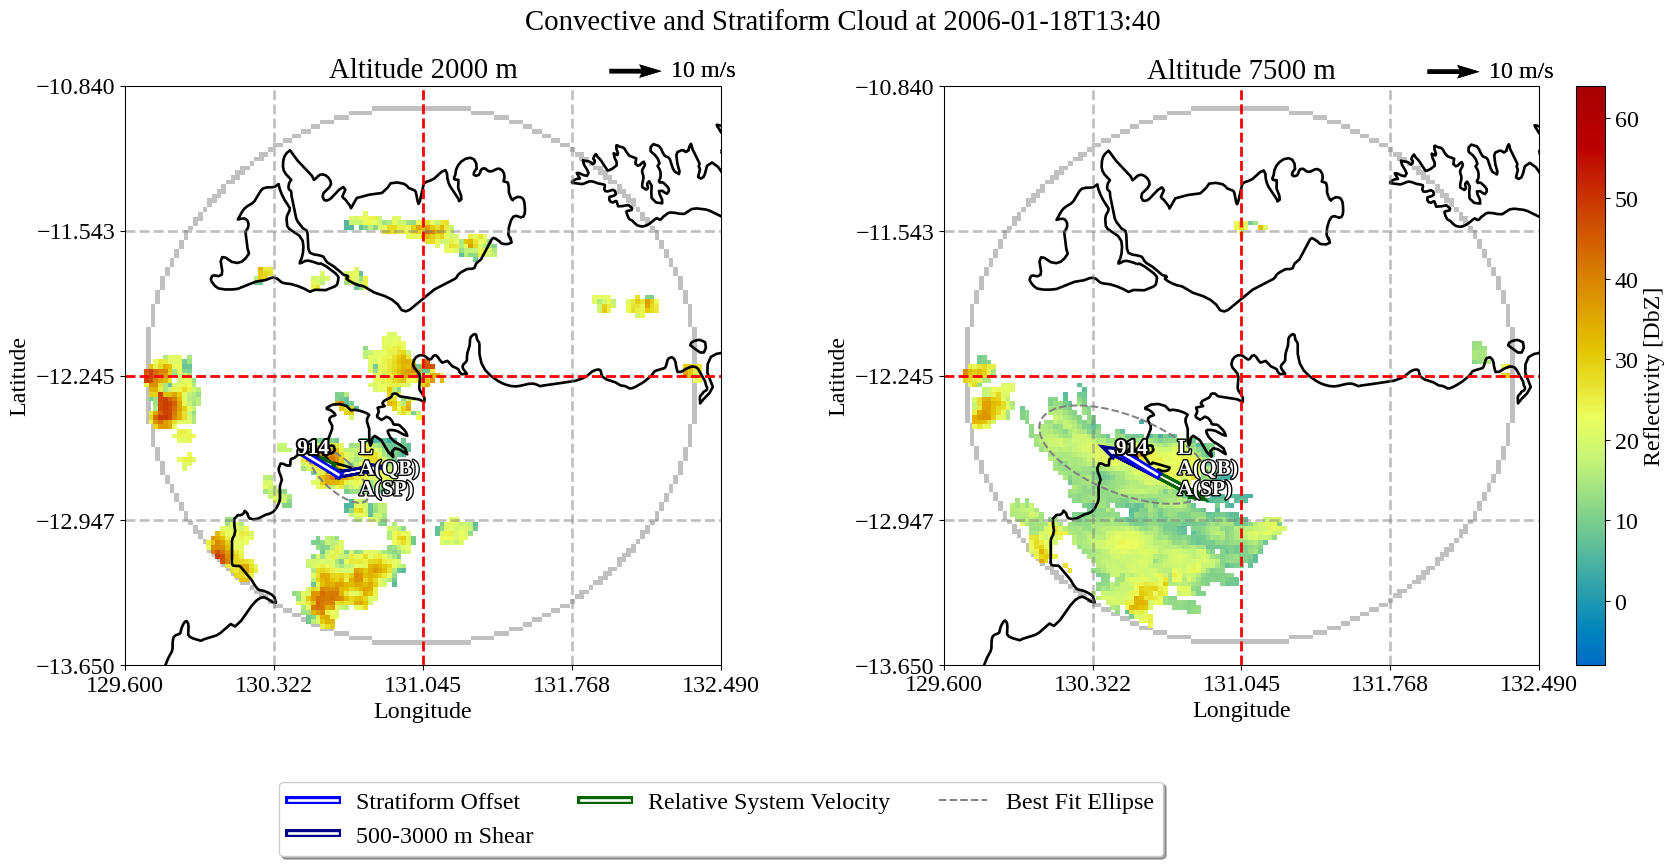 Convective and Stratiform Cloud at 2006-01-18T13:40
Altitude 2000 m
10 m/s
−10.840
−11.543
−12.245
−12.947
−13.650
129.600
130.322
131.045
131.768
132.490
Latitude
Longitude
914
L
A(QB)
A(SP)
Altitude 7500 m
10 m/s
−10.840
−11.543
−12.245
−12.947
−13.650
129.600
130.322
131.045
131.768
132.490
Latitude
Longitude
914
L
A(QB)
A(SP)
60
50
40
30
20
10
0
Reflectivity [DbZ]
Stratiform Offset
500-3000 m Shear
Relative System Velocity
Best Fit Ellipse